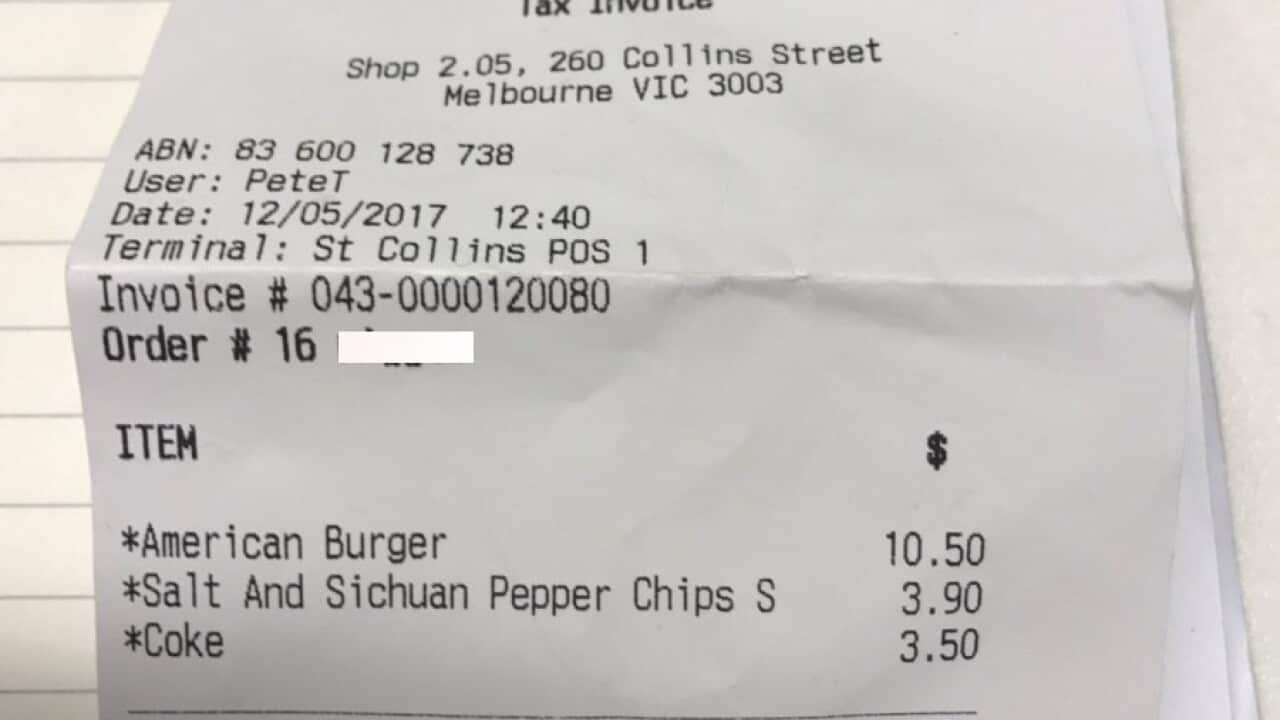 Tax Invoice
Shop 2.05, 260 Collins Street
Melbourne VIC 3003
ABN: 83 600 128 738
User: PeteT
Date: 12/05/2017 12:40
Terminal: St Collins POS 1
Invoice # 043-0000120080
Order # 16
ITEM $
*American Burger 10.50
*Salt And Sichuan Pepper Chips S 3.90
*Coke 3.50